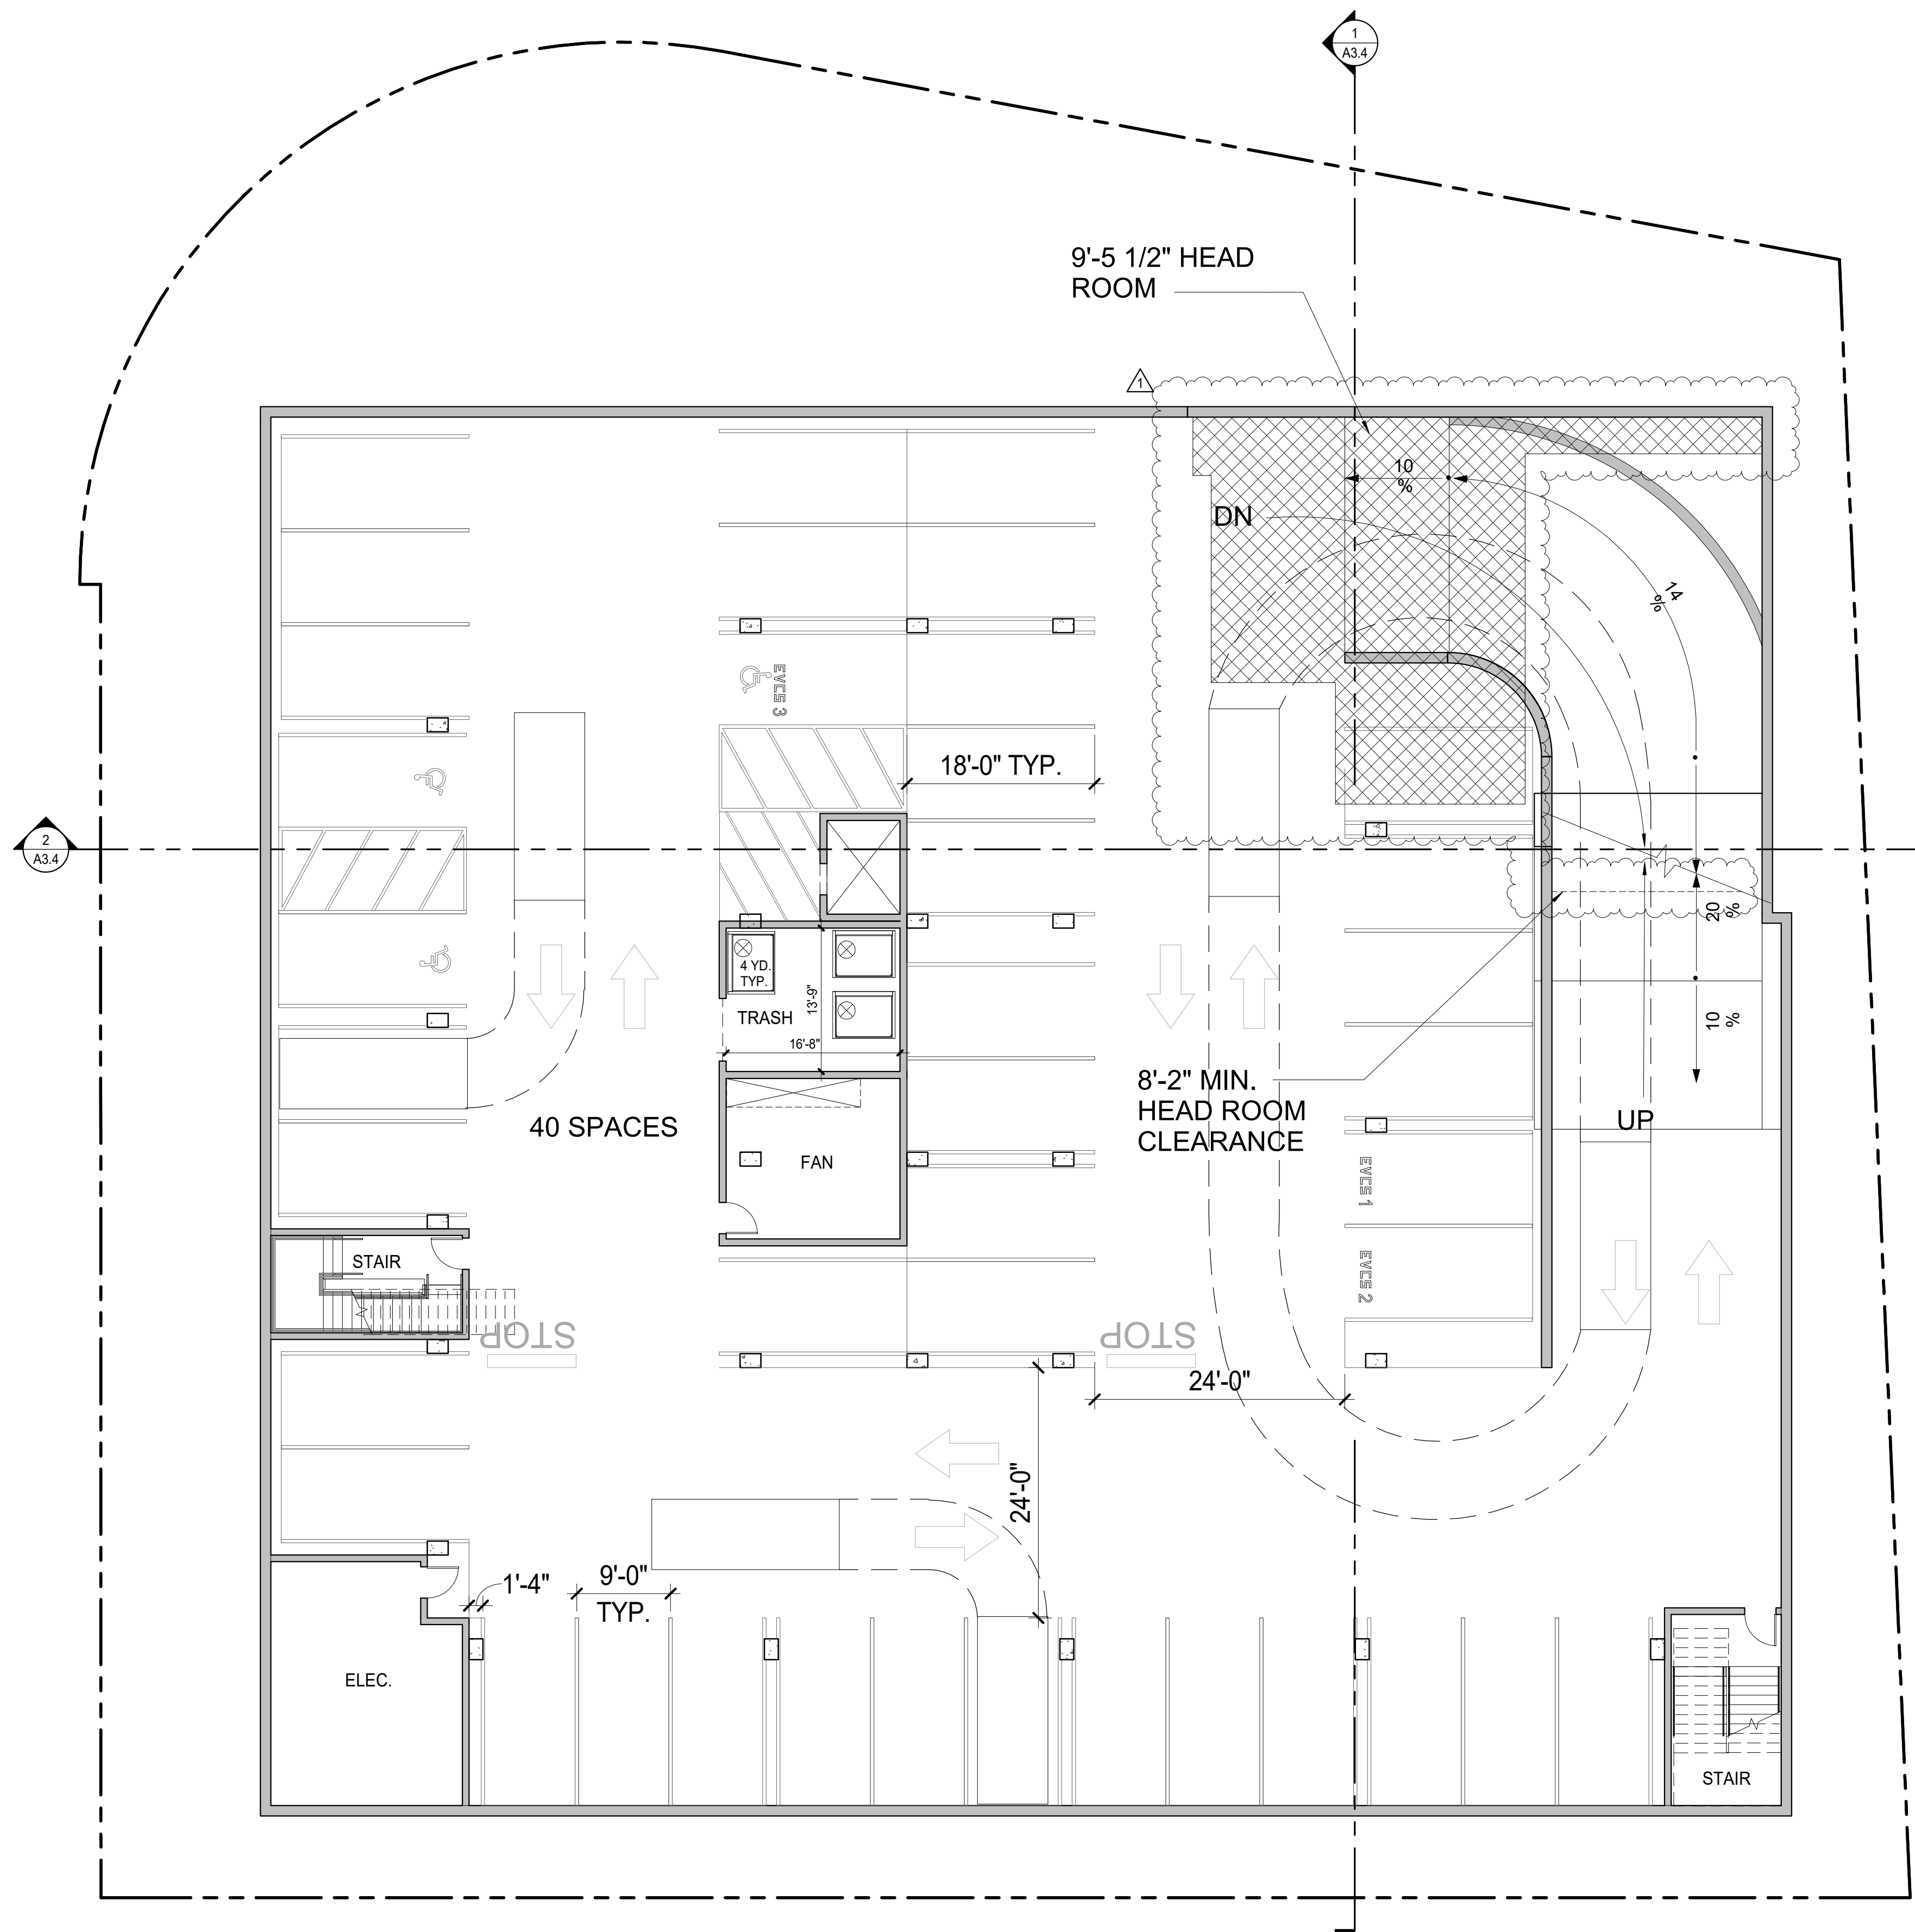 1
A3.4
9'-5 1/2" HEAD
ROOM
1
10
%
DN
14
%
EVCS 3
18'-0" TYP.
2
A3.4
20
%
4 YD.
TYP.
13'-9"
TRASH
16'-8"
10
%
8'-2" MIN.
HEAD ROOM
CLEARANCE
UP
40 SPACES
FAN
EVCS 1
STAIR
EVCS 2
STOP
STOP
24'-0"
24'-0"
1'-4"
9'-0"
TYP.
ELEC.
STAIR